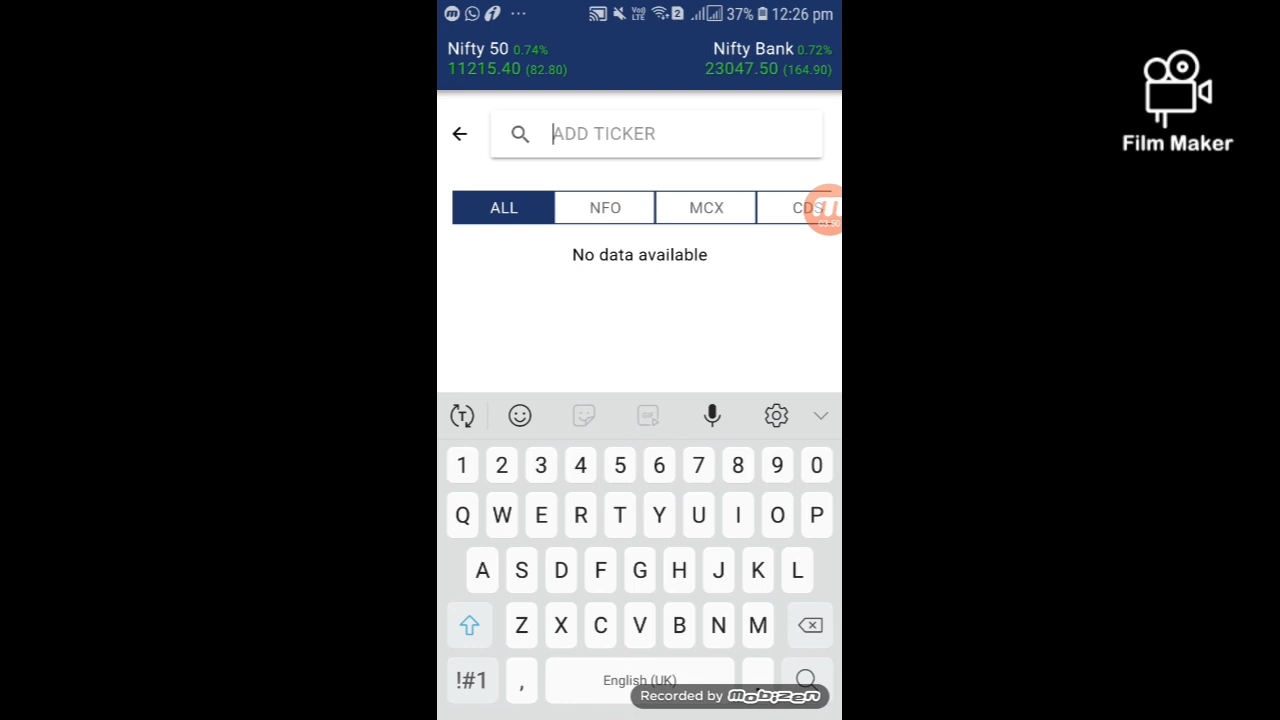 37% 12:26 pm
Nifty 50 0.74%
11215.40 (82.80)
Nifty Bank 0.72%
23047.50 (164.90)
Film Maker
ADD TICKER
ALL NFO MCX CDS
No data available
1 2 3 4 5 6 7 8 9 0
Q W E R T Y U I O P
A S D F G H J K L
Z X C V B N M
!#1 , English (UK)
Recorded by mobizen